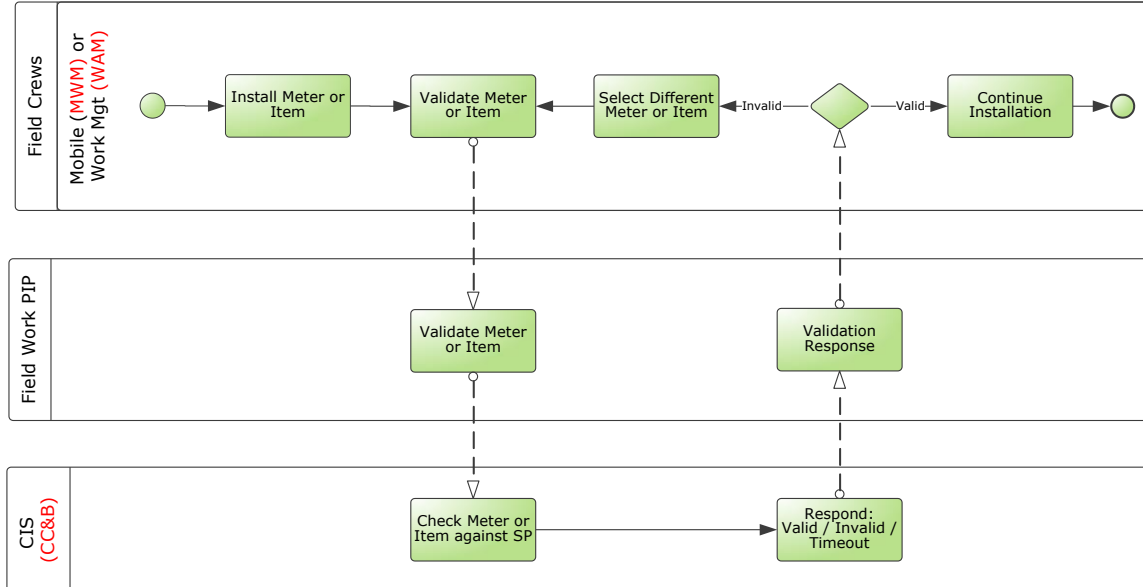 Field Crews
Mobile (MWM) or
Work Mgt (WAM)
Install Meter or
Item
Validate Meter
or Item
Select Different
Meter or Item
Invalid
Valid
Continue
Installation
Field Work PIP
Validate Meter
or Item
Validation
Response
CIS
(CC&B)
Check Meter or
Item against SP
Respond:
Valid / Invalid /
Timeout